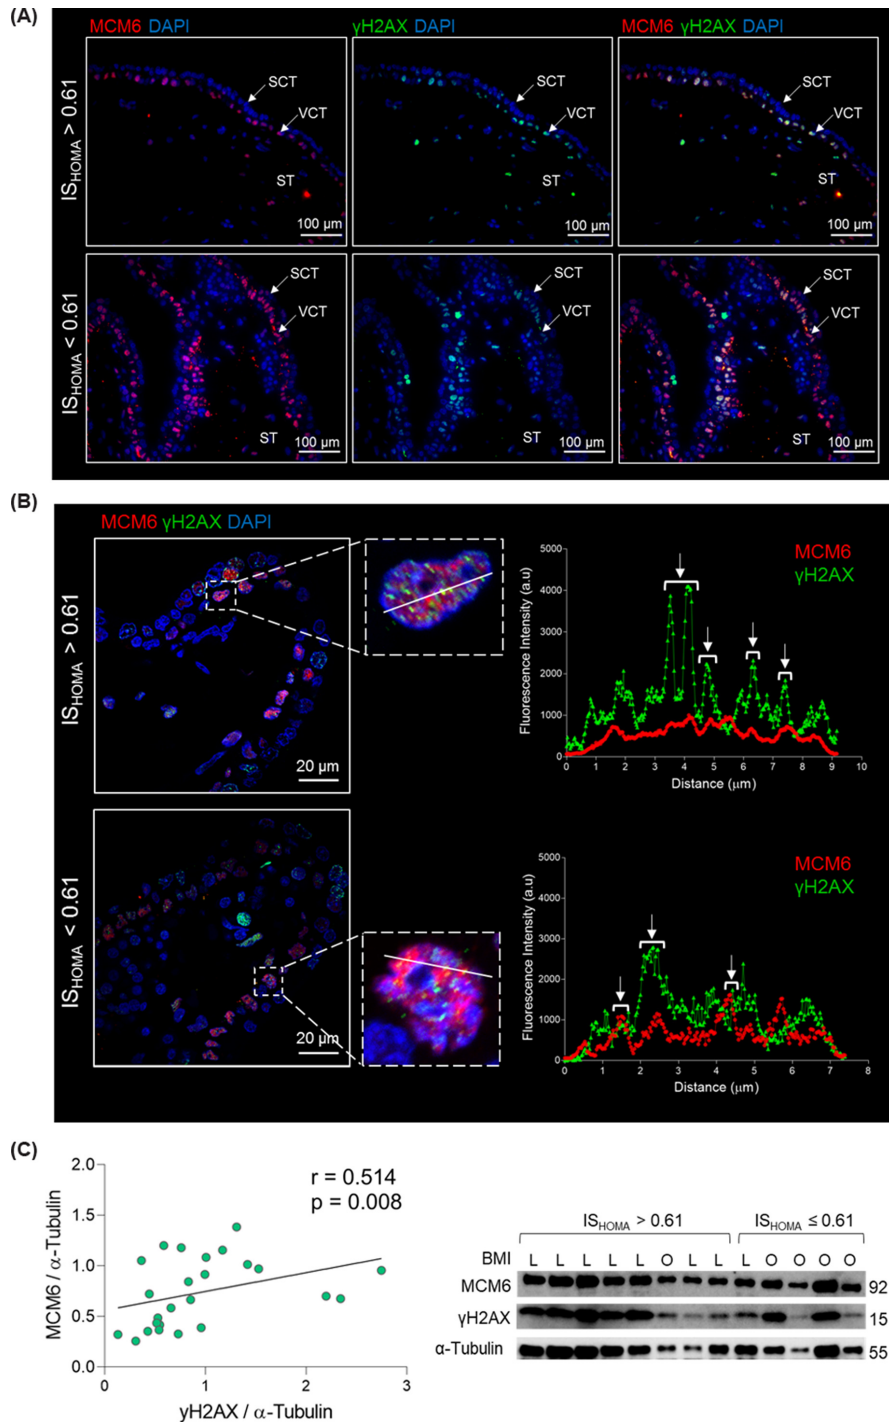 (A)
MCM6 DAPI γH2AX DAPI MCM6 γH2AX DAPI
IS_HOMA > 0.61
SCT
VCT
ST
100 µm
SCT
VCT
ST
100 µm
SCT
VCT
ST
100 µm
IS_HOMA < 0.61
SCT
VCT
ST
100 µm
SCT
VCT
ST
100 µm
SCT
VCT
ST
100 µm
(B)
MCM6 γH2AX DAPI
IS_HOMA > 0.61
20 µm
MCM6
γH2AX
Fluorescence Intensity (a.u)
5000
4000
3000
2000
1000
0
0 1 2 3 4 5 6 7 8 9 10
Distance (µm)
IS_HOMA < 0.61
20 µm
MCM6
γH2AX
Fluorescence Intensity (a.u)
5000
4000
3000
2000
1000
0
0 1 2 3 4 5 6 7 8
Distance (µm)
(C)
MCM6 / α-Tubulin
2.0
1.5
1.0
0.5
0.0
r = 0.514
p = 0.008
0 1 2 3
yH2AX / α-Tubulin
IS_HOMA > 0.61 IS_HOMA ≤ 0.61
BMI L L L L L O L L L O O O O
MCM6 92
γH2AX 15
α-Tubulin 55